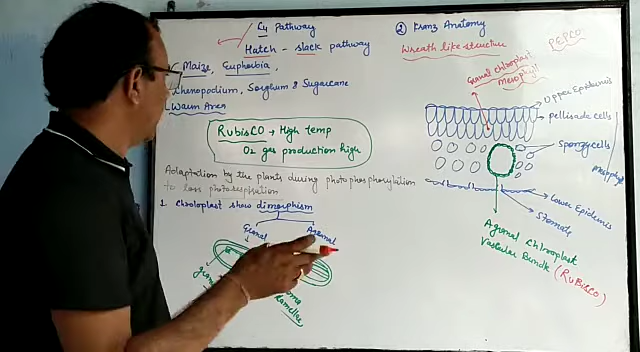 C4 Pathway
Hatch - slack pathway
Maize, Euphorbia,
Chenopodium, Sorghum & Sugarcane
Warm Area
RubisCO → High temp
O2 gas production high
Adaptation by the plants during photophosphorylation
to loss photorespiration
1. Chloloplast show dimorphism
Granal
Agranal
lamellae
② Kranz Anatomy
Wreath like structure
PEPCO
Granal chloroplast
Mesophyll
Upper Epidermis
pellisade cells
Spongy cells
Mesophyll
Lower Epidermis
Stomata
Agranal chloroplast
Vascular Bundle (RuBisCO)